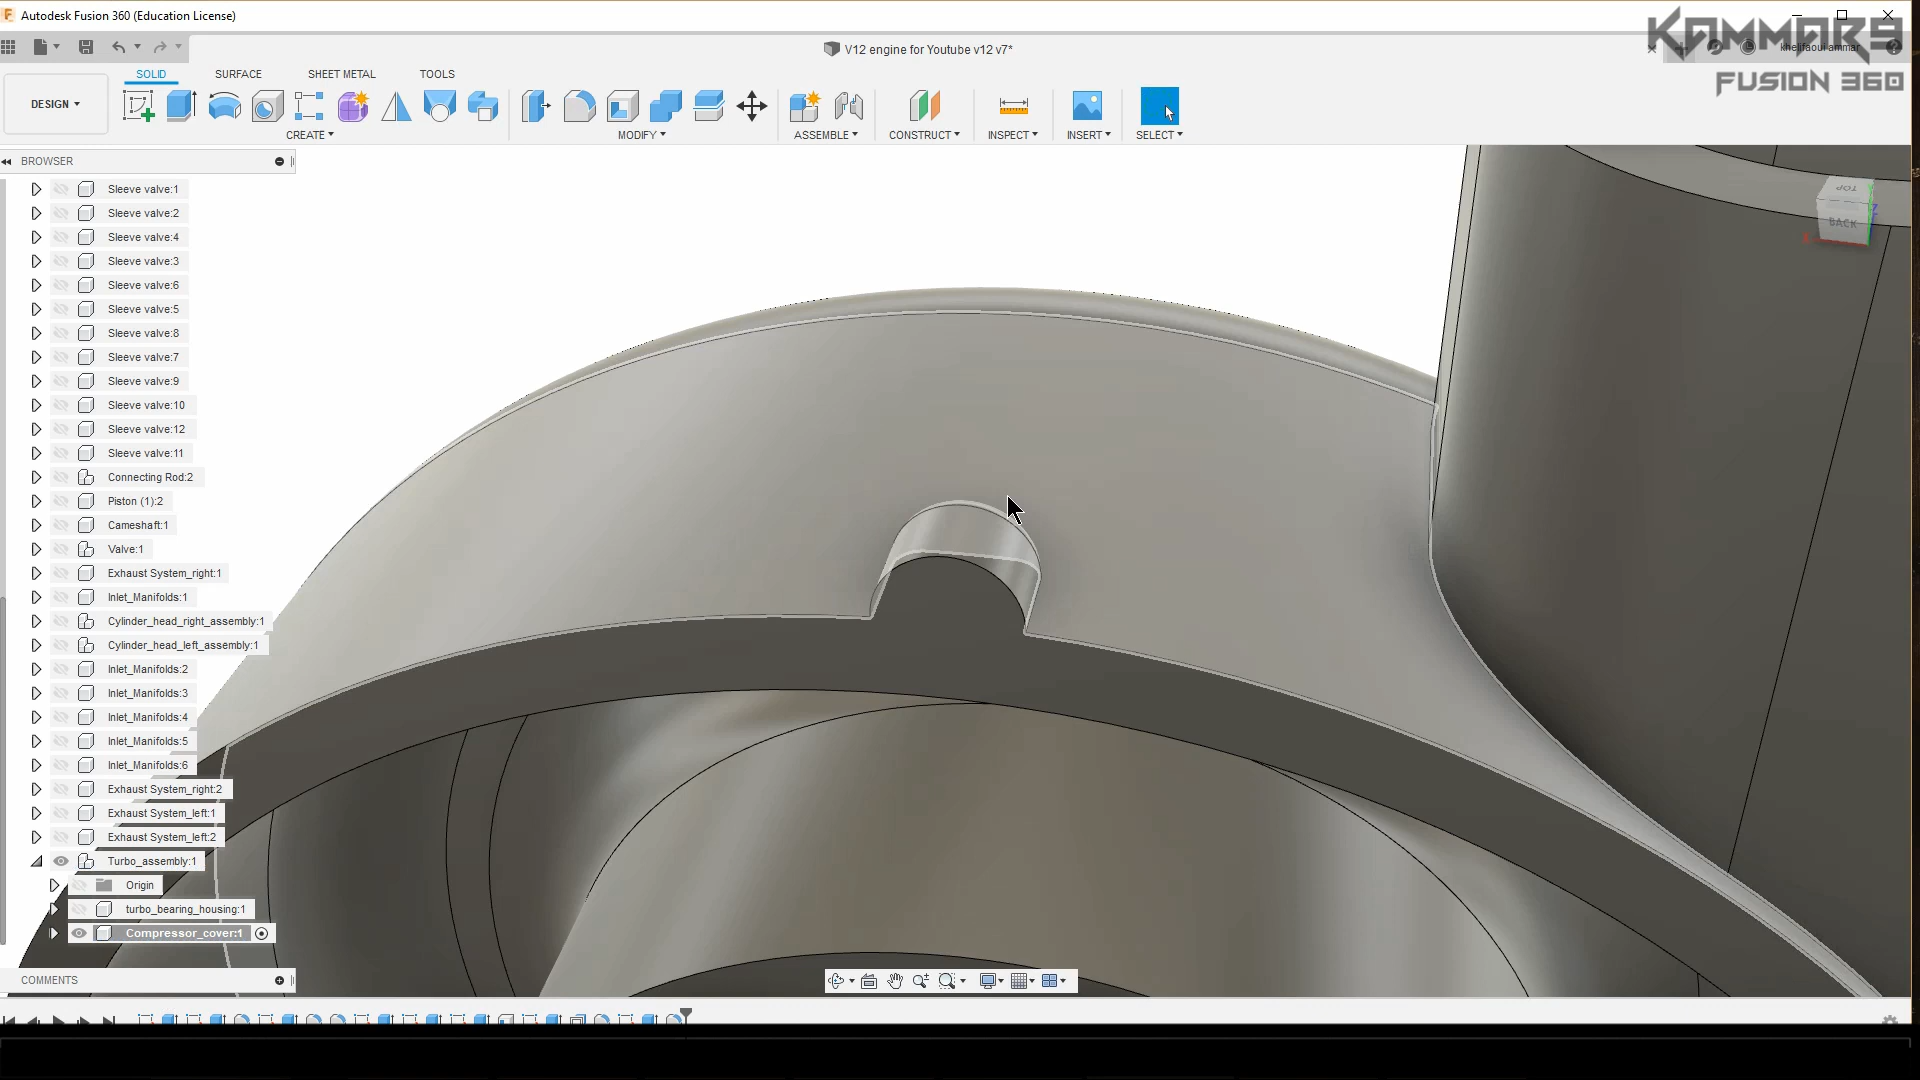 Autodesk Fusion 360 (Education License)
KAMMAR9
FUSION 360
V12 engine for Youtube v12 v7*
khelifaoui ammar
DESIGN
SOLID
SURFACE
SHEET METAL
TOOLS
CREATE
MODIFY
ASSEMBLE
CONSTRUCT
INSPECT
INSERT
SELECT
BROWSER
Sleeve valve:1
Sleeve valve:2
Sleeve valve:4
Sleeve valve:3
Sleeve valve:6
Sleeve valve:5
Sleeve valve:8
Sleeve valve:7
Sleeve valve:9
Sleeve valve:10
Sleeve valve:12
Sleeve valve:11
Connecting Rod:2
Piston (1):2
Cameshaft:1
Valve:1
Exhaust System_right:1
Inlet_Manifolds:1
Cylinder_head_right_assembly:1
Cylinder_head_left_assembly:1
Inlet_Manifolds:2
Inlet_Manifolds:3
Inlet_Manifolds:4
Inlet_Manifolds:5
Inlet_Manifolds:6
Exhaust System_right:2
Exhaust System_left:1
Exhaust System_left:2
Turbo_assembly:1
Origin
turbo_bearing_housing:1
Compressor_cover:1
TOP
BACK
Z
COMMENTS